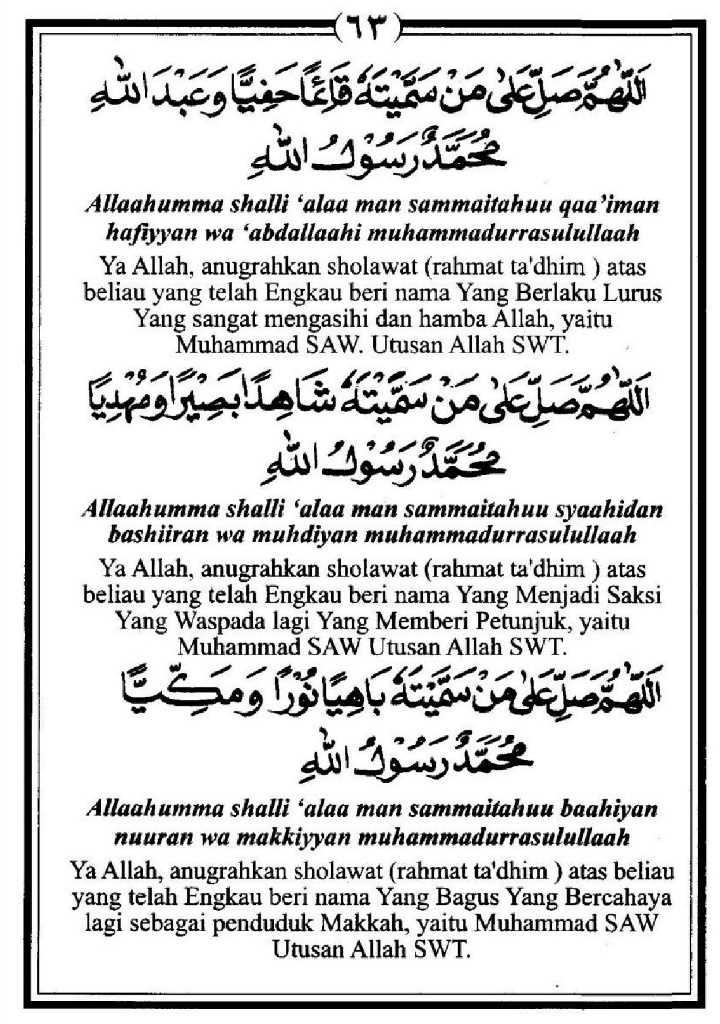 (٦٣)
اَللّٰهُمَّ صَلِّ عَلٰى مَنْ سَمَّيْتَهٗ قَائِمًا حَفِيًّا وَعَبْدَ اللّٰهِ
مُحَمَّدٌ رَسُوْلُ اللّٰهِ
Allaahumma shalli ‘alaa man sammaitahuu qaa’iman
hafiyyan wa ‘abdallaahi muhammadurrasulullaah
Ya Allah, anugrahkan sholawat (rahmat ta'dhim ) atas
beliau yang telah Engkau beri nama Yang Berlaku Lurus
Yang sangat mengasihi dan hamba Allah, yaitu
Muhammad SAW. Utusan Allah SWT.
اَللّٰهُمَّ صَلِّ عَلٰى مَنْ سَمَّيْتَهٗ شَاهِدًا بَصِيْرًا وَمُهْدِيًا
مُحَمَّدٌ رَسُوْلُ اللّٰهِ
Allaahumma shalli ‘alaa man sammaitahuu syaahidan
bashiiran wa muhdiyan muhammadurrasulullaah
Ya Allah, anugrahkan sholawat (rahmat ta'dhim ) atas
beliau yang telah Engkau beri nama Yang Menjadi Saksi
Yang Waspada lagi Yang Memberi Petunjuk, yaitu
Muhammad SAW Utusan Allah SWT.
اَللّٰهُمَّ صَلِّ عَلٰى مَنْ سَمَّيْتَهٗ بَاهِيًا نُوْرًا وَمَكِّيًّا
مُحَمَّدٌ رَسُوْلُ اللّٰهِ
Allaahumma shalli ‘alaa man sammaitahuu baahiyan
nuuran wa makkiyyan muhammadurrasulullaah
Ya Allah, anugrahkan sholawat (rahmat ta'dhim ) atas beliau
yang telah Engkau beri nama Yang Bagus Yang Bercahaya
lagi sebagai penduduk Makkah, yaitu Muhammad SAW
Utusan Allah SWT.